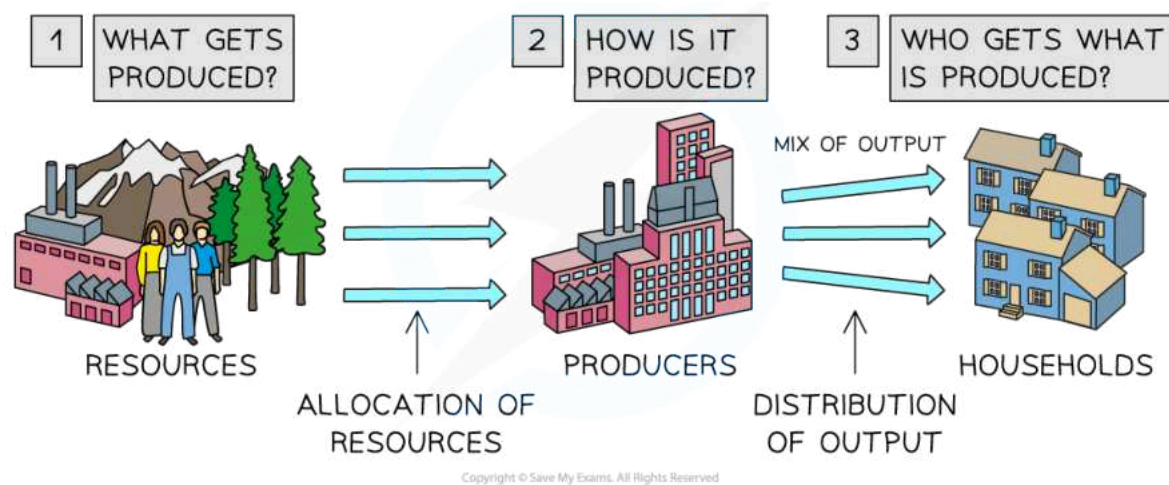 1
WHAT GETS
PRODUCED?
2
HOW IS IT
PRODUCED?
3
WHO GETS WHAT
IS PRODUCED?
MIX OF OUTPUT
RESOURCES
PRODUCERS
HOUSEHOLDS
ALLOCATION OF
RESOURCES
DISTRIBUTION
OF OUTPUT
Copyright © Save My Exams. All Rights Reserved